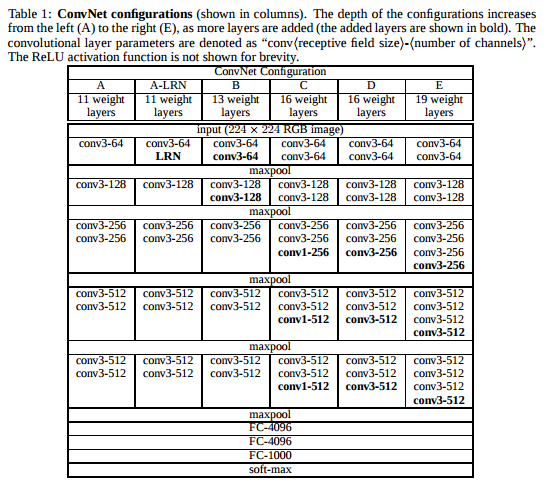 Table 1: ConvNet configurations (shown in columns). The depth of the configurations increases
from the left (A) to the right (E), as more layers are added (the added layers are shown in bold). The
convolutional layer parameters are denoted as “conv⟨receptive field size⟩-⟨number of channels⟩”.
The ReLU activation function is not shown for brevity.
ConvNet Configuration
A A-LRN B C D E
11 weight 11 weight 13 weight 16 weight 16 weight 19 weight
layers layers layers layers layers layers
input (224 × 224 RGB image)
conv3-64 conv3-64 conv3-64 conv3-64 conv3-64 conv3-64
LRN conv3-64 conv3-64 conv3-64 conv3-64
maxpool
conv3-128 conv3-128 conv3-128 conv3-128 conv3-128 conv3-128
conv3-128 conv3-128 conv3-128 conv3-128
maxpool
conv3-256 conv3-256 conv3-256 conv3-256 conv3-256 conv3-256
conv3-256 conv3-256 conv3-256 conv3-256 conv3-256 conv3-256
conv1-256 conv3-256 conv3-256
conv3-256
maxpool
conv3-512 conv3-512 conv3-512 conv3-512 conv3-512 conv3-512
conv3-512 conv3-512 conv3-512 conv3-512 conv3-512 conv3-512
conv1-512 conv3-512 conv3-512
conv3-512
maxpool
conv3-512 conv3-512 conv3-512 conv3-512 conv3-512 conv3-512
conv3-512 conv3-512 conv3-512 conv3-512 conv3-512 conv3-512
conv1-512 conv3-512 conv3-512
conv3-512
maxpool
FC-4096
FC-4096
FC-1000
soft-max